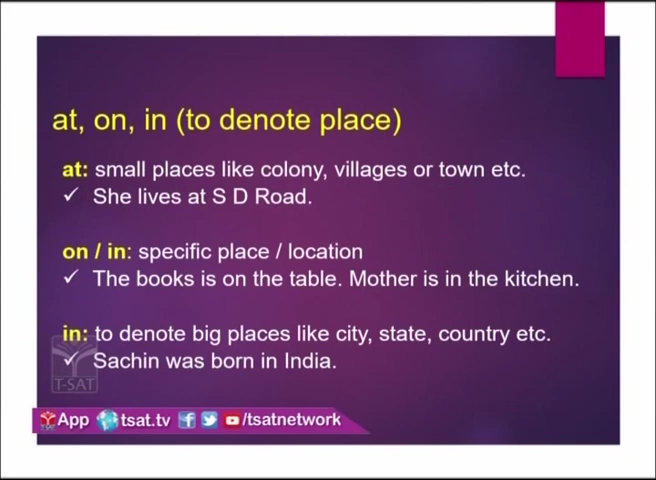 at, on, in (to denote place)
at: small places like colony, villages or town etc.
✓ She lives at S D Road.
on / in: specific place / location
✓ The books is on the table. Mother is in the kitchen.
in: to denote big places like city, state, country etc.
✓ Sachin was born in India.
T-SAT
App tsat.tv /tsatnetwork